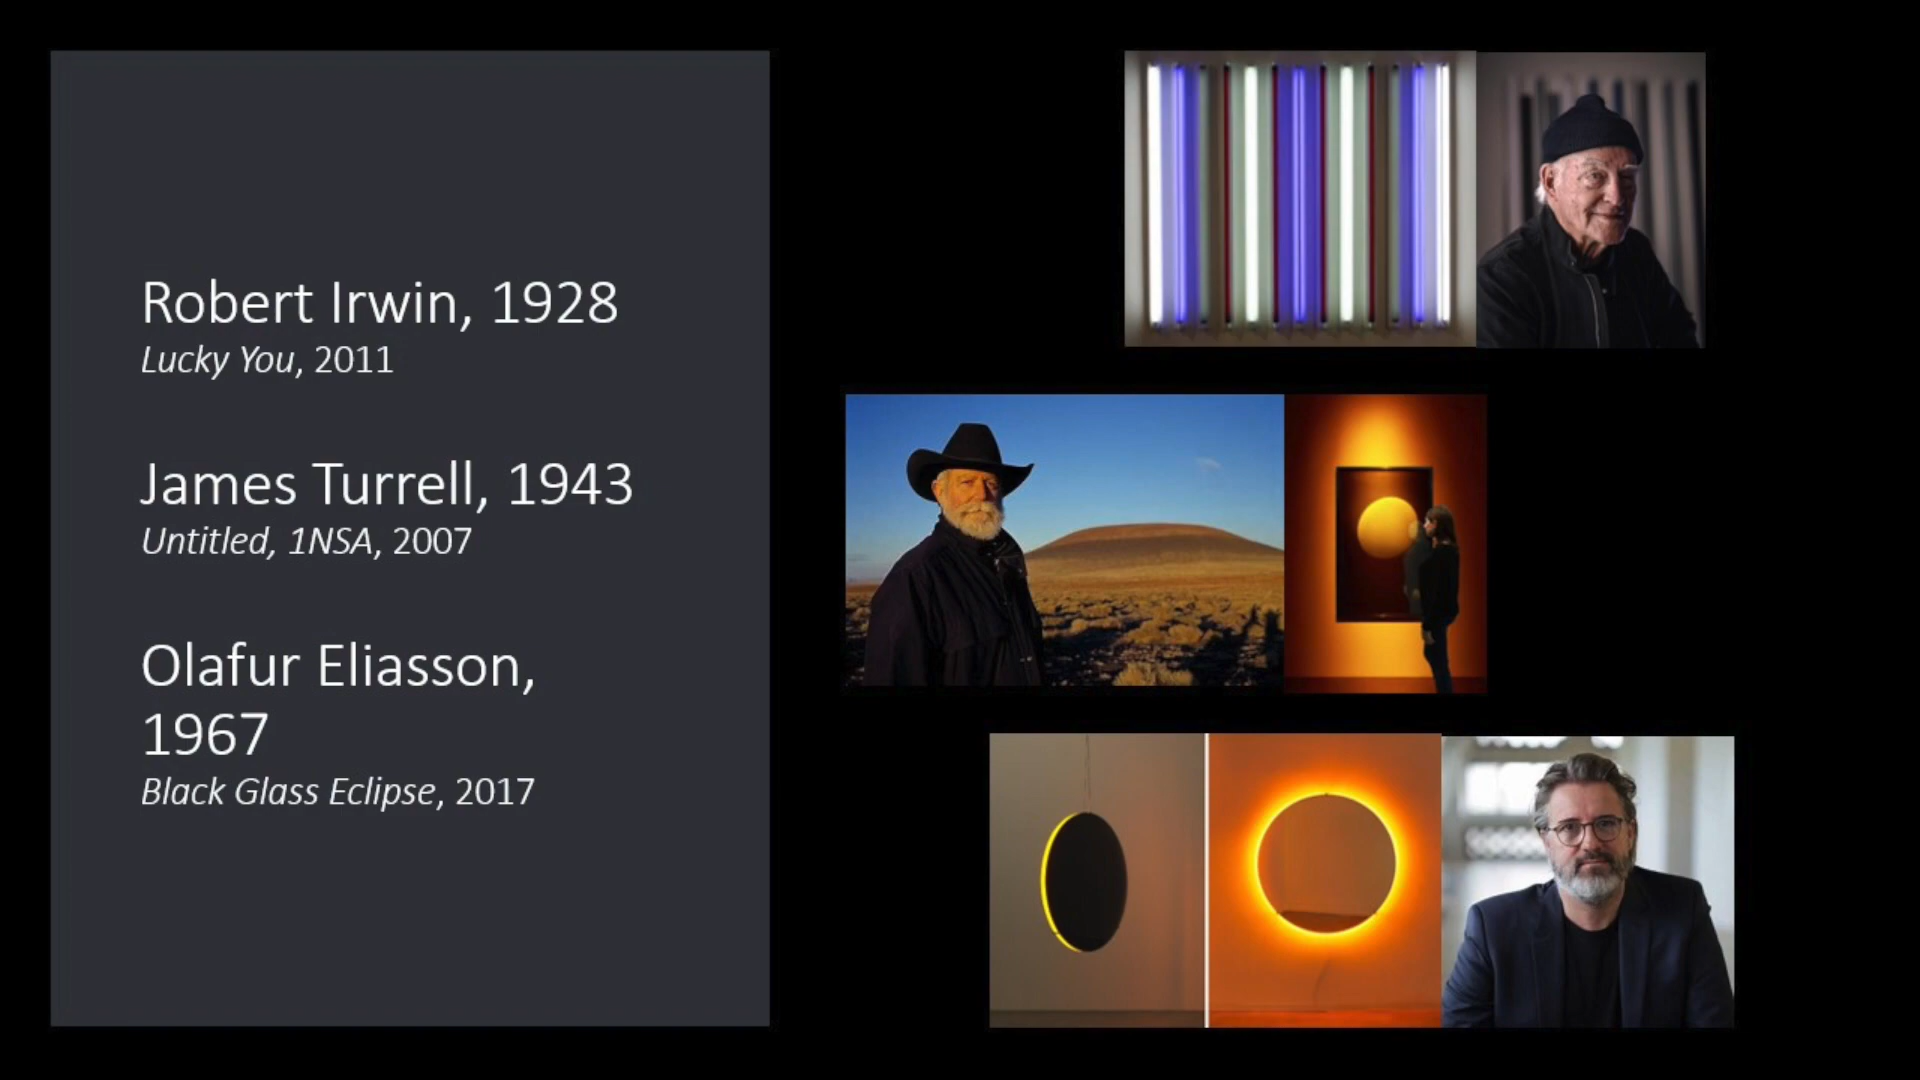 Robert Irwin, 1928
Lucky You, 2011
James Turrell, 1943
Untitled, 1NSA, 2007
Olafur Eliasson,
1967
Black Glass Eclipse, 2017